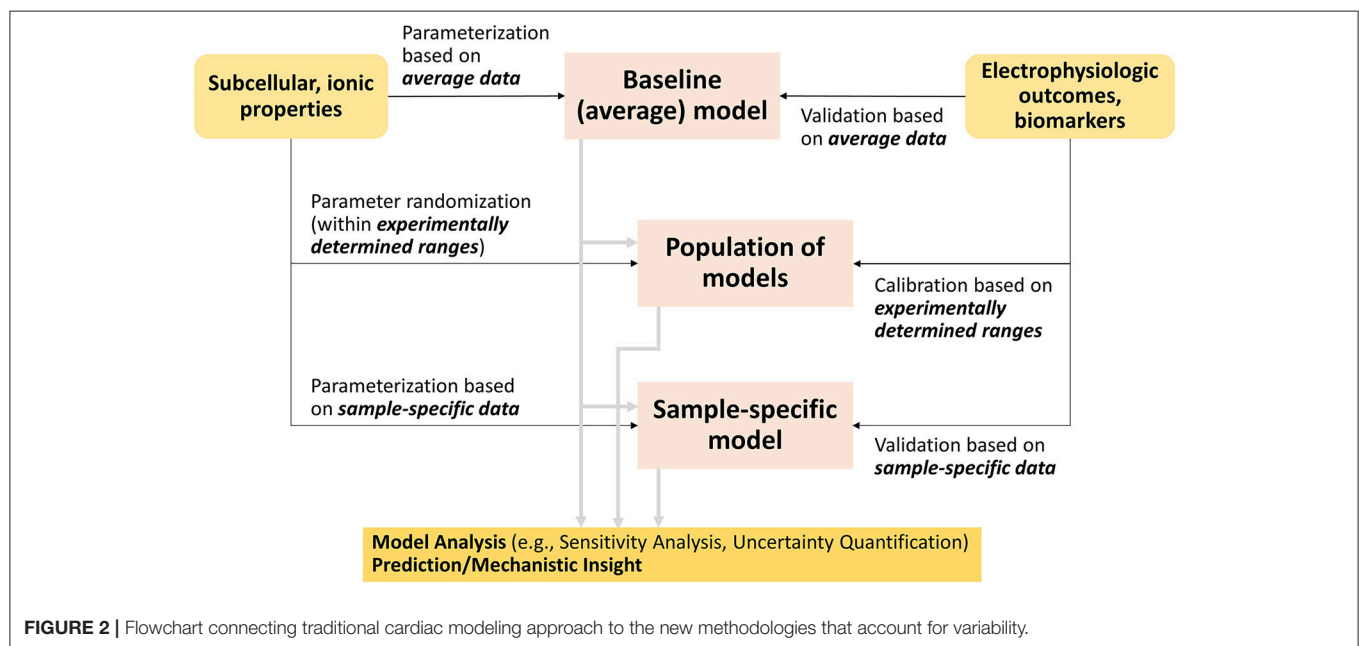 Parameterization
based on
average data
Subcellular, ionic
properties
Baseline
(average) model
Electrophysiologic
outcomes,
biomarkers
Validation based
on average data
Parameter randomization
(within experimentally
determined ranges)
Population of
models
Calibration based on
experimentally
determined ranges
Parameterization based
on sample-specific data
Sample-specific
model
Validation based on
sample-specific data
Model Analysis (e.g., Sensitivity Analysis, Uncertainty Quantification)
Prediction/Mechanistic Insight
FIGURE 2 | Flowchart connecting traditional cardiac modeling approach to the new methodologies that account for variability.